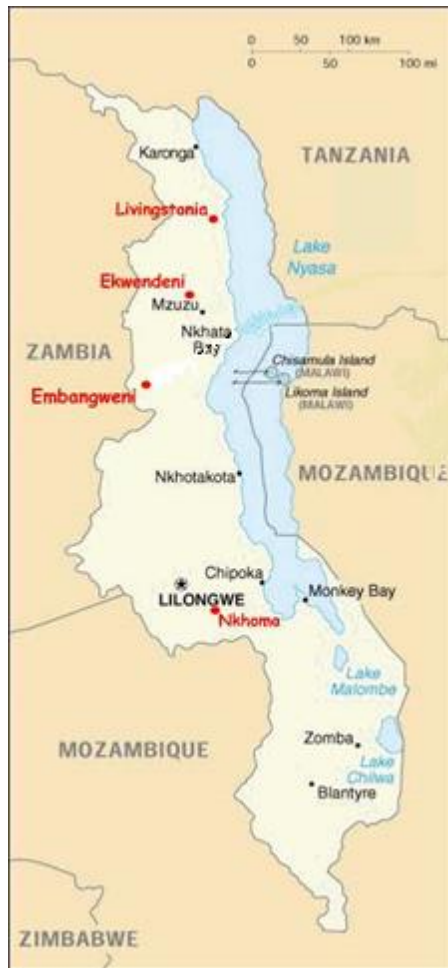 0 50 100 km
0 50 100 mi
Karonga
TANZANIA
Livingstonia
Lake
Nyasa
Ekwendeni
Mzuzu
Nkhata
Bay
ZAMBIA
Chisamula Island
(MALAWI)
Embangweni
Likoma Island
(MALAWI)
Nkhotakota
MOZAMBIQUE
Chipoka
LILONGWE
Monkey Bay
Nkhoma
Lake
Malombe
Zomba
MOZAMBIQUE
Lake
Chilwa
Blantyre
ZIMBABWE